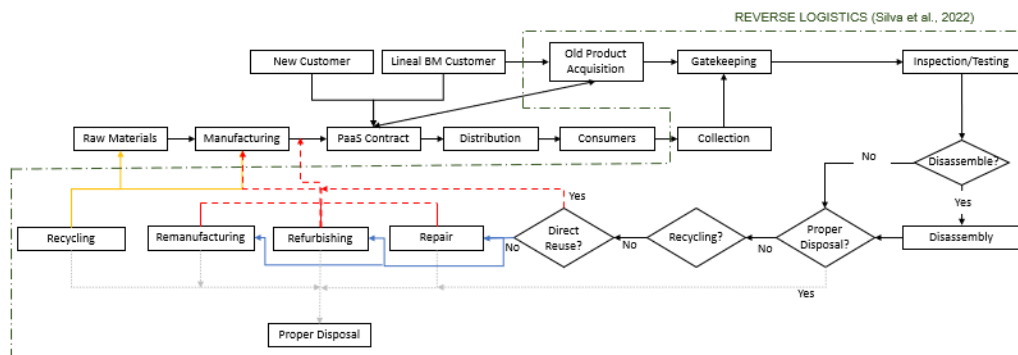 REVERSE LOGISTICS (Silva et al., 2022)
New Customer
Lineal BM Customer
Old Product
Acquisition
Gatekeeping
Inspection/Testing
Raw Materials
Manufacturing
PaaS Contract
Distribution
Consumers
Collection
No
Disassemble?
Yes
Yes
Recycling
Remanufacturing
Refurbishing
Repair
No
Direct
Reuse?
No
Recycling?
No
Proper
Disposal?
Disassembly
Yes
Proper Disposal